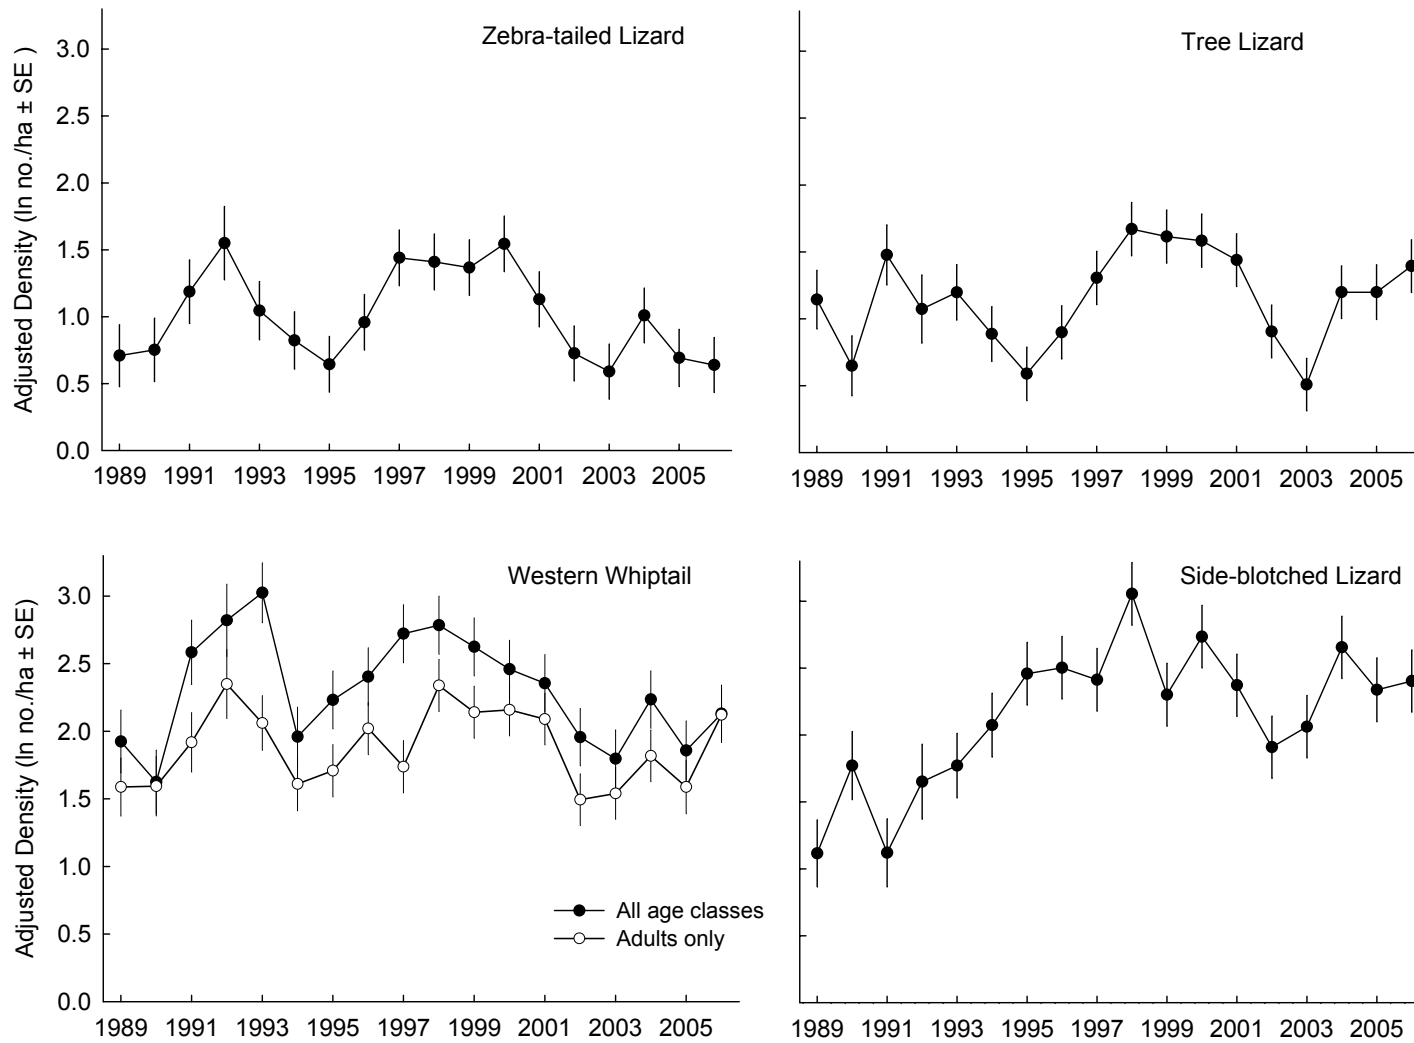 Zebra-tailed Lizard
Adjusted Density (ln no./ha ± SE )
3.0
2.5
2.0
1.5
1.0
0.5
0.0
1989 1991 1993 1995 1997 1999 2001 2003 2005
Tree Lizard
1989 1991 1993 1995 1997 1999 2001 2003 2005
Western Whiptail
Adjusted Density (ln no./ha ± SE)
3.0
2.5
2.0
1.5
1.0
0.5
0.0
All age classes
Adults only
1989 1991 1993 1995 1997 1999 2001 2003 2005
Side-blotched Lizard
1989 1991 1993 1995 1997 1999 2001 2003 2005